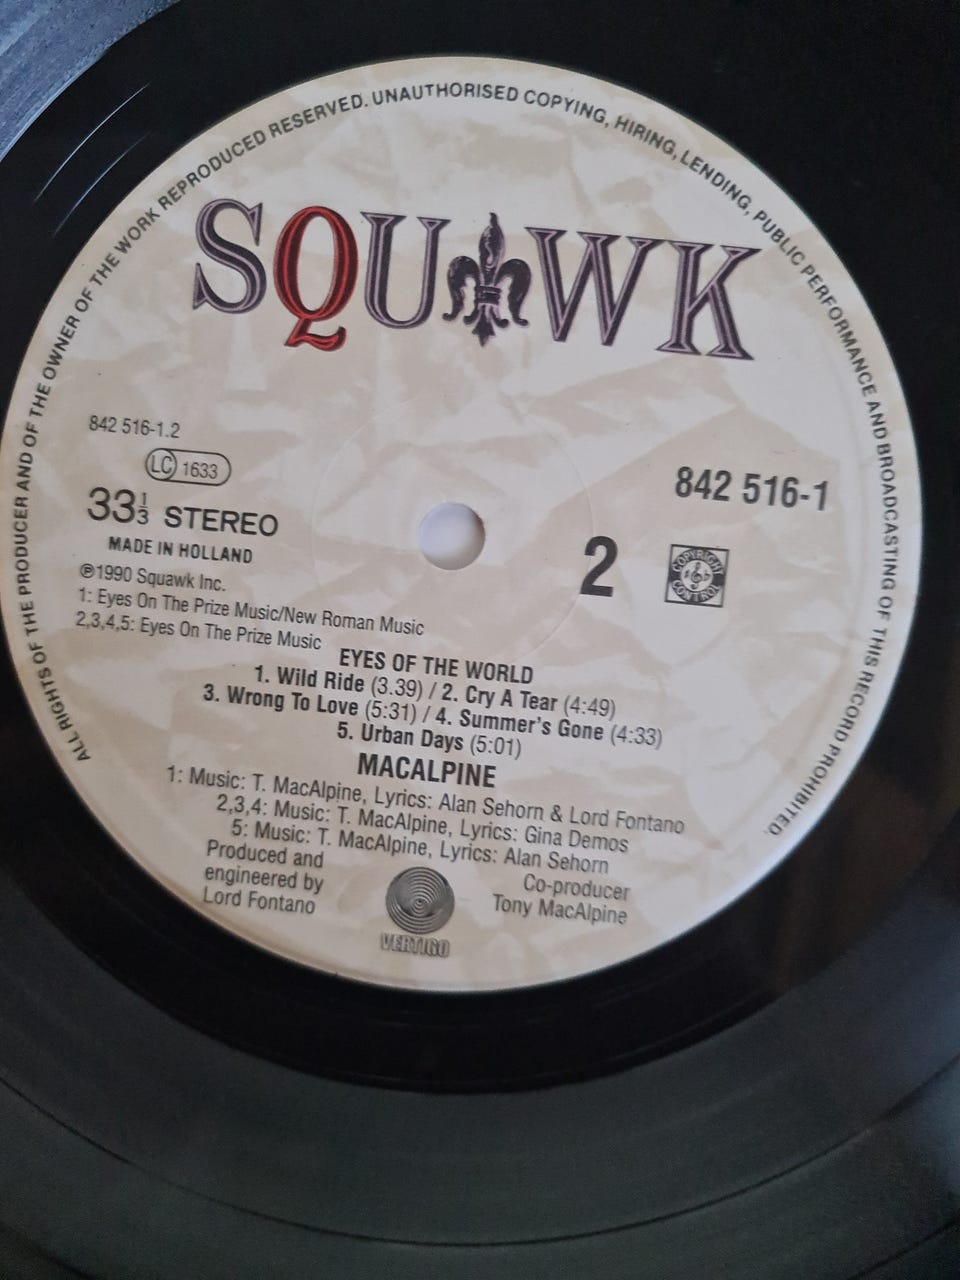 ALL RIGHTS OF THE PRODUCER AND OF THE OWNER OF THE WORK REPRODUCED RESERVED. UNAUTHORISED COPYING, HIRING, LENDING, PUBLIC PERFORMANCE AND BROADCASTING OF THIS RECORD PROHIBITED.
SQUAWK
842 516-1.2
LC 1633
33⅓ STEREO
MADE IN HOLLAND
842 516-1
2
COPYRIGHT CONTROL
℗1990 Squawk Inc.
1: Eyes On The Prize Music/New Roman Music
2,3,4,5: Eyes On The Prize Music
EYES OF THE WORLD
1. Wild Ride (3.39) / 2. Cry A Tear (4:49)
3. Wrong To Love (5:31) / 4. Summer's Gone (4:33)
5. Urban Days (5:01)
MACALPINE
1: Music: T. MacAlpine, Lyrics: Alan Sehorn & Lord Fontano
2,3,4: Music: T. MacAlpine, Lyrics: Gina Demos
5: Music: T. MacAlpine, Lyrics: Alan Sehorn
Produced and
engineered by
Lord Fontano
Co-producer
Tony MacAlpine
VERTIGO